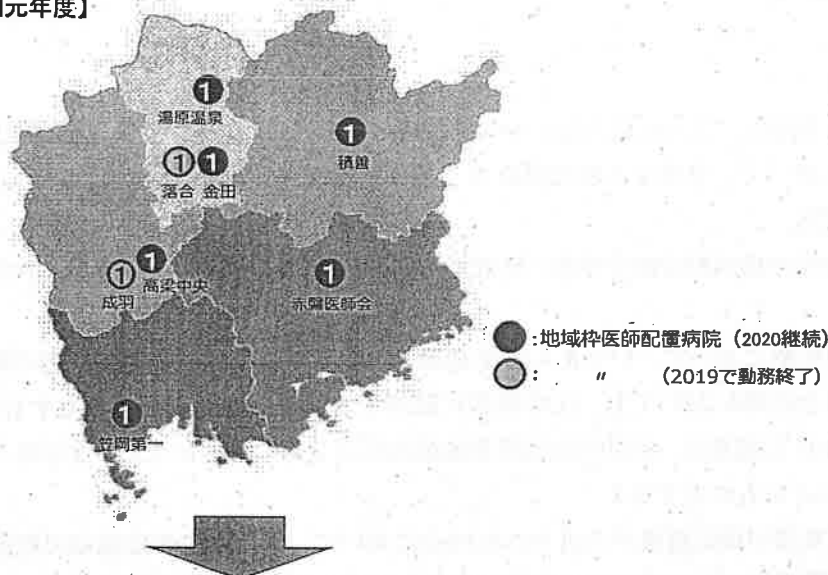 元年度】
1
湯原温泉
1
積善
1 1
落合 金田
1 1
成羽 高梁中央
1
赤磐医師会
●:地域枠医師配置病院(2020継続)
○: 〃 (2019で勤務終了)
1
笠岡第一